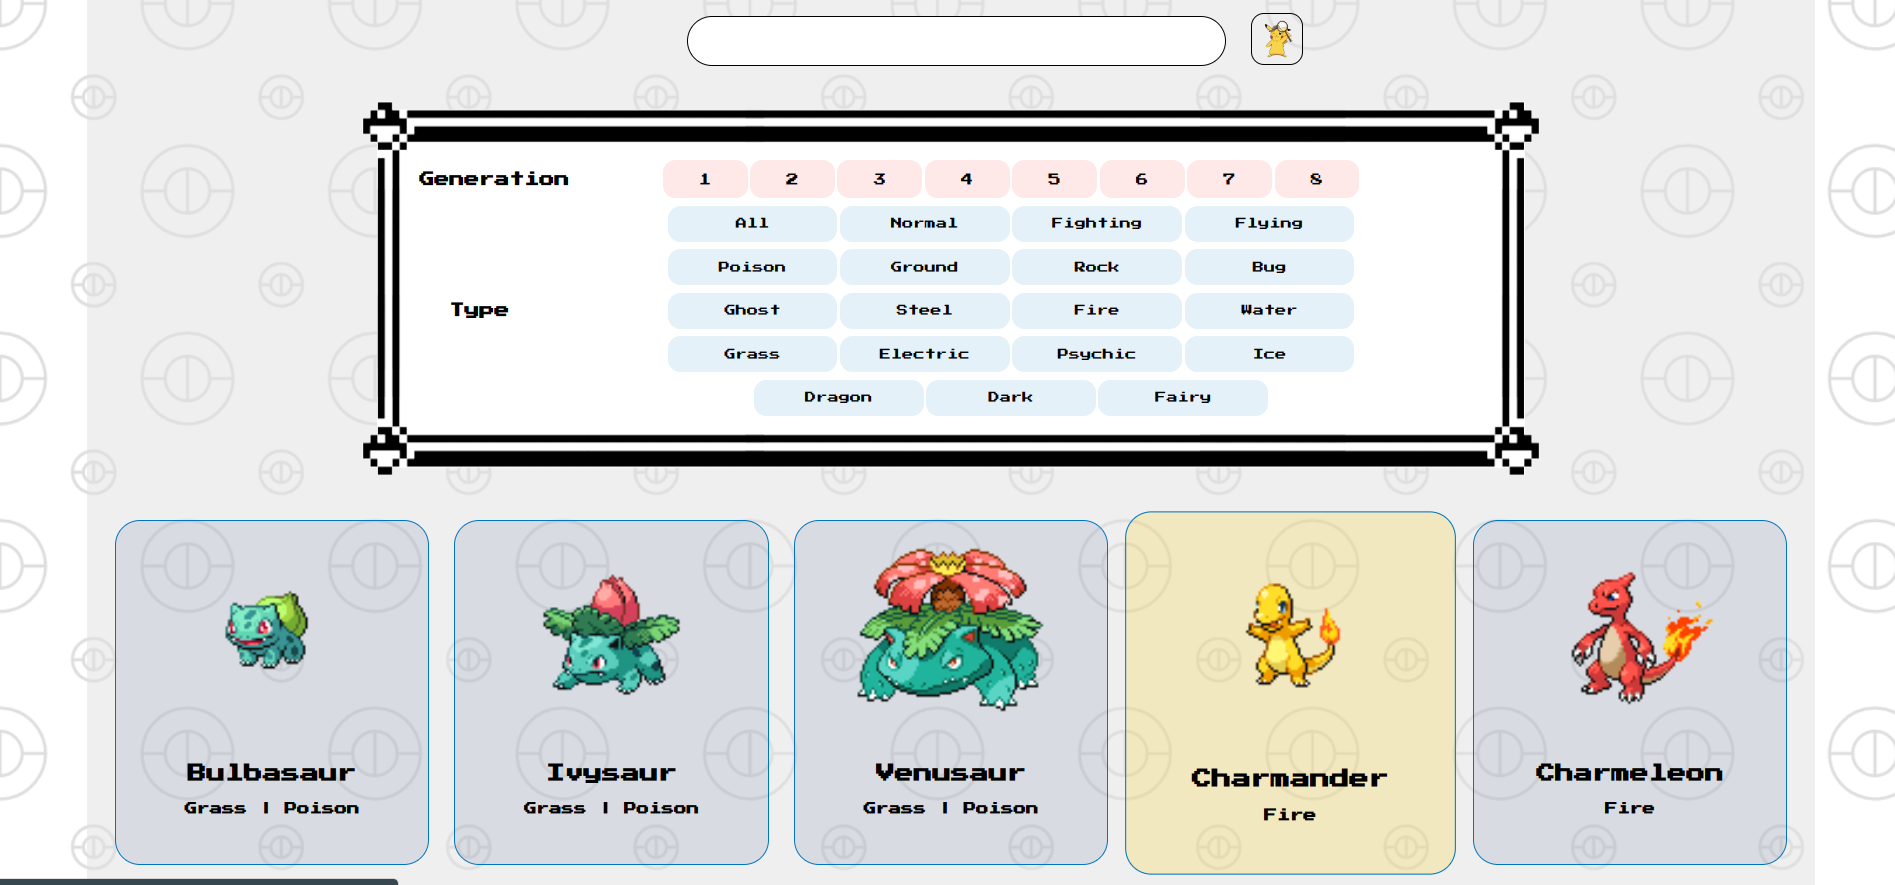 Generation 1 2 3 4 5 6 7 8
All Normal Fighting Flying
Poison Ground Rock Bug
Type Ghost Steel Fire Water
Grass Electric Psychic Ice
Dragon Dark Fairy
Bulbasaur Ivysaur Venusaur Charmander Charmeleon
Grass | Poison Grass | Poison Grass | Poison Fire Fire